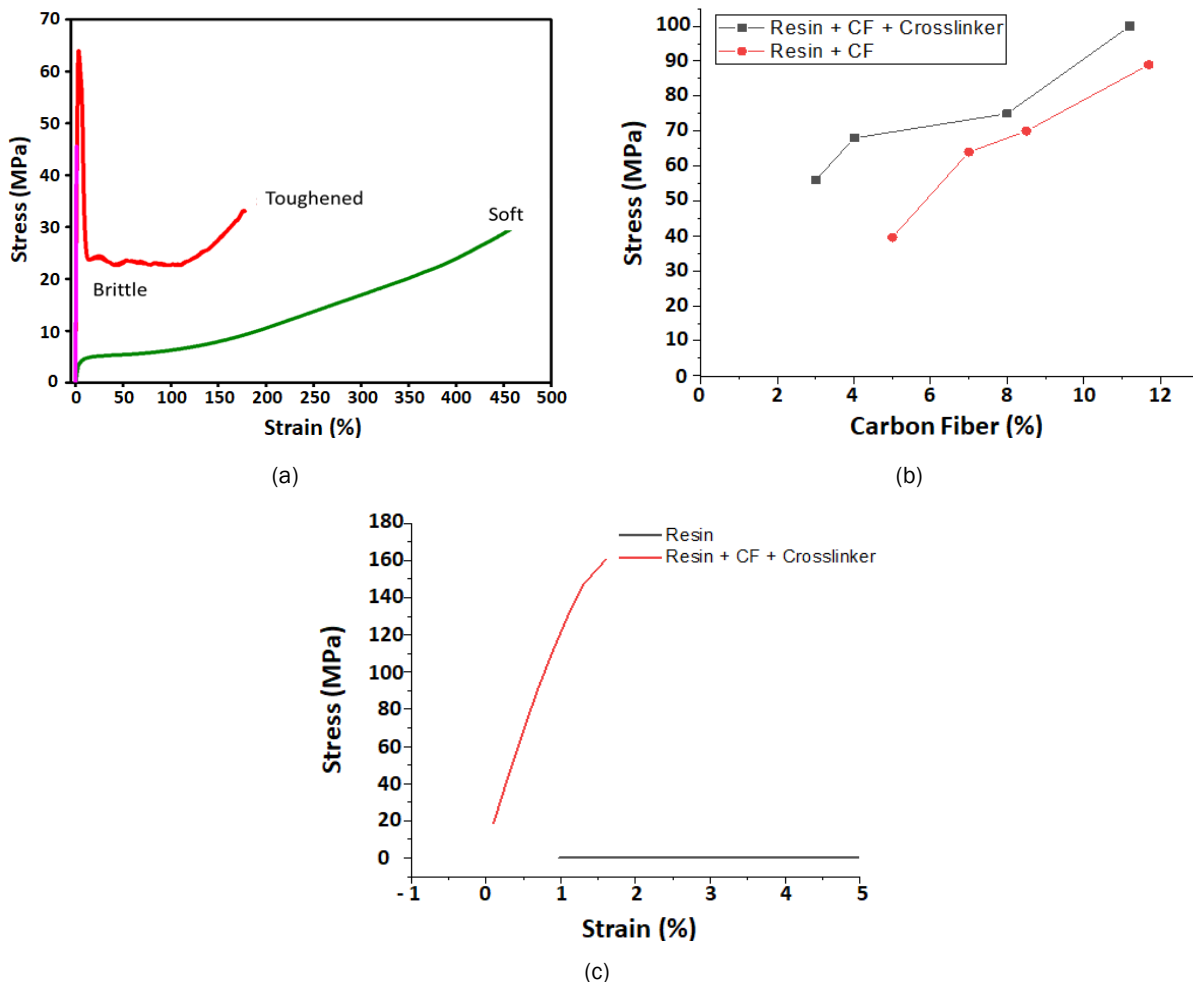 70
60
50
40
30
20
10
0
Stress (MPa)
Toughened
Soft
Brittle
0 50 100 150 200 250 300 350 400 450 500
Strain (%)
(a)
Resin + CF + Crosslinker
Resin + CF
100
90
80
70
60
50
40
30
20
10
0
Stress (MPa)
0 2 4 6 8 10 12
Carbon Fiber (%)
(b)
180
160
140
120
100
80
60
40
20
0
Stress (MPa)
Resin
Resin + CF + Crosslinker
- 1 0 1 2 3 4 5
Strain (%)
(c)